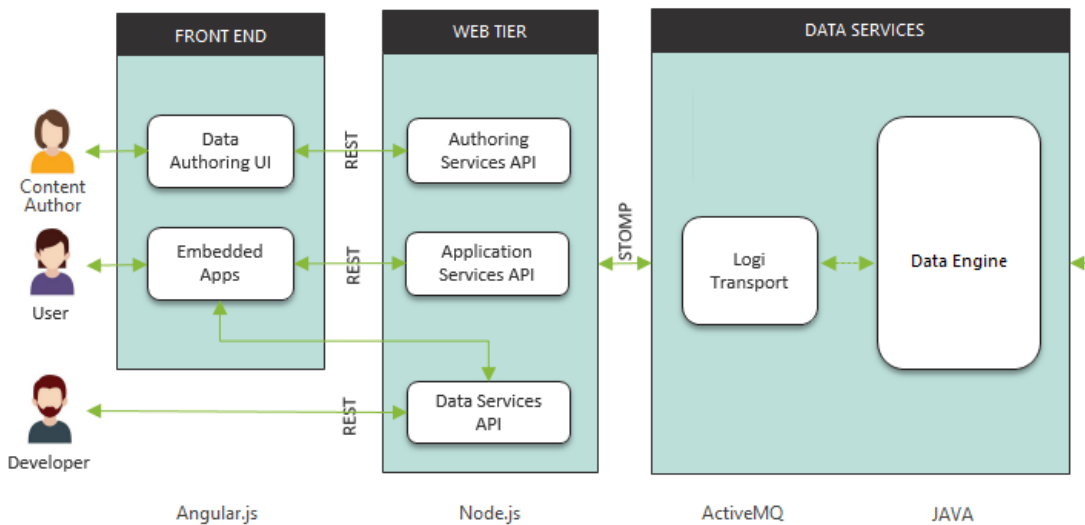 FRONT END
WEB TIER
DATA SERVICES
Content
Author
Data
Authoring UI
REST
Authoring
Services API
User
Embedded
Apps
REST
Application
Services API
STOMP
Logi
Transport
Data Engine
Developer
REST
Data Services
API
Angular.js
Node.js
ActiveMQ
JAVA